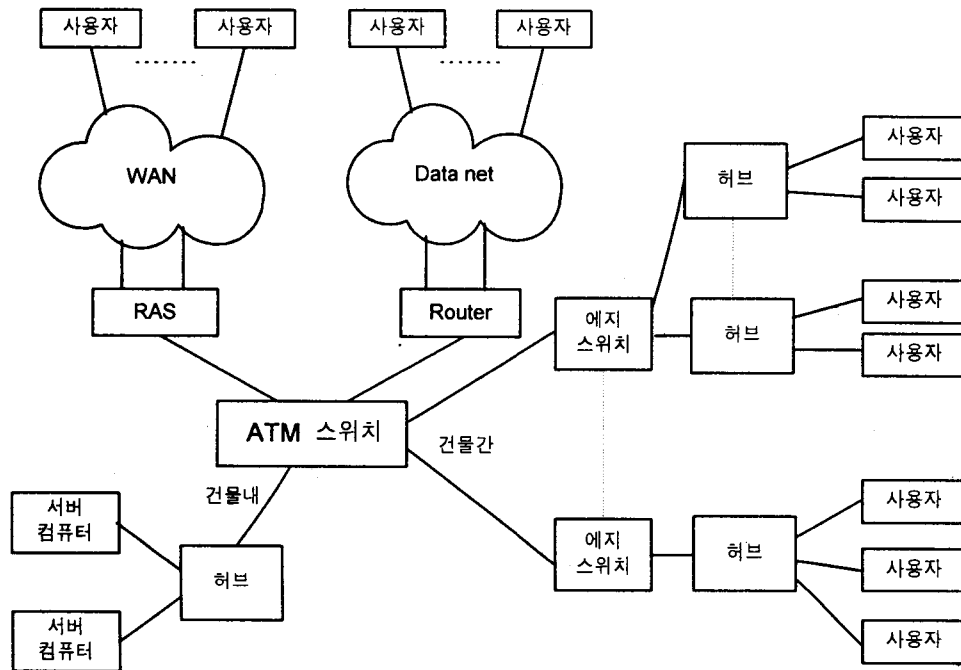 사용자
사용자
사용자
사용자
WAN
Data net
허브
사용자
사용자
RAS
Router
에지
스위치
허브
사용자
사용자
ATM 스위치
건물간
건물내
서버
컴퓨터
허브
에지
스위치
허브
사용자
사용자
서버
컴퓨터
사용자